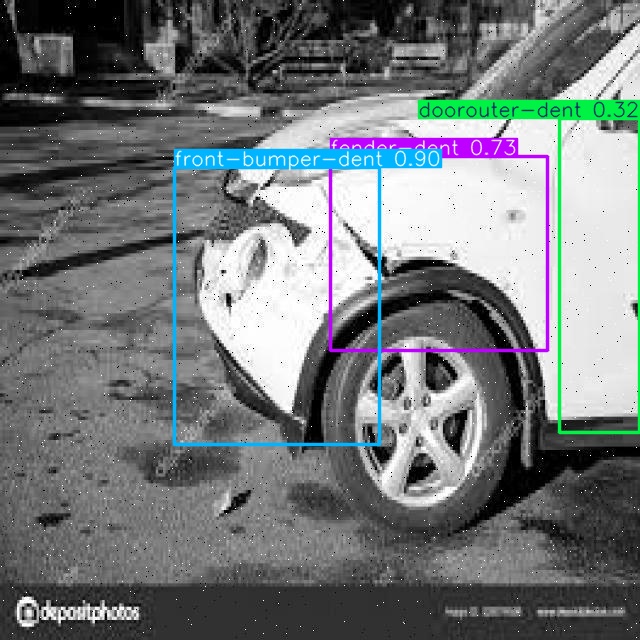 doorouter-dent 0.32
fender-dent 0.73
front-bumper-dent 0.90
depositphotos